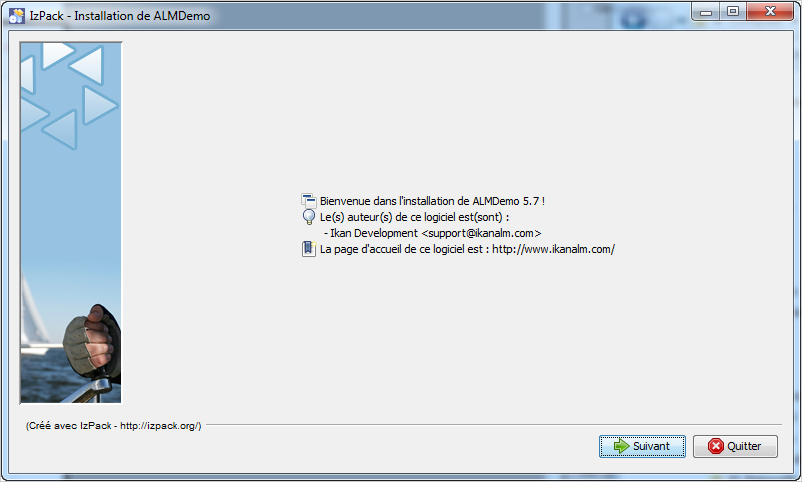 IzPack - Installation de ALMDemo
Bienvenue dans l'installation de ALMDemo 5.7 !
Le(s) auteur(s) de ce logiciel est(sont) :
- Ikan Development <support@ikanalm.com>
La page d'accueil de ce logiciel est : http://www.ikanalm.com/
(Créé avec IzPack - http://izpack.org/)
Suivant
Quitter